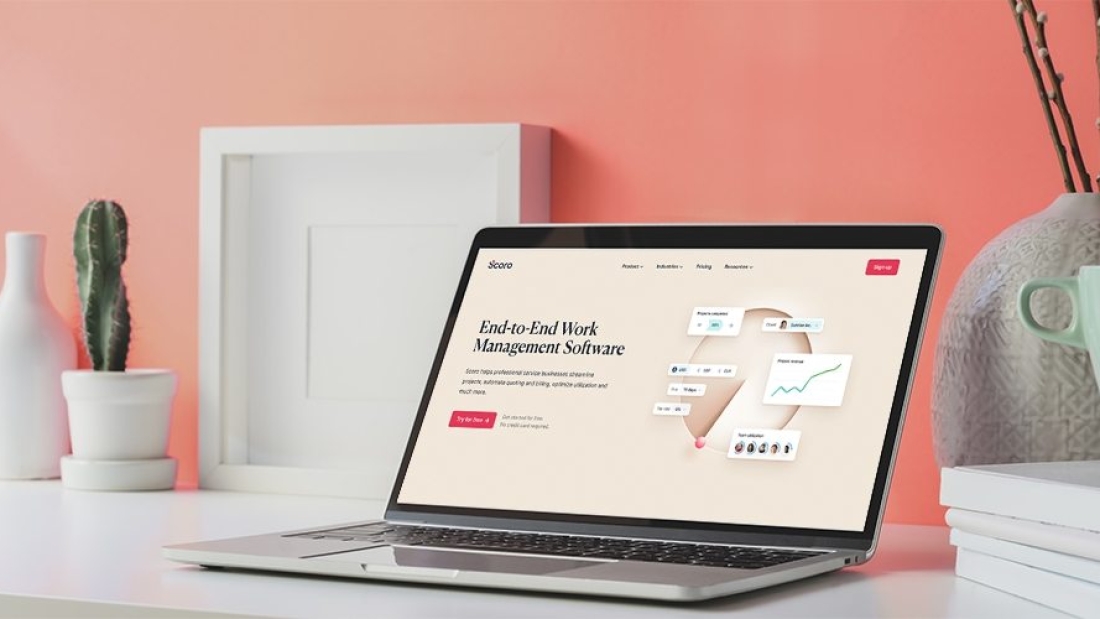 Scoro
Product
Industries
Pricing
Resources
Sign up
End-to-End Work
Management Software
Scoro helps professional service businesses streamline
projects, automate quoting and billing, optimize utilization and
much more.
Try for free
Get started for free.
No credit card required.
Projects completed
Project revenue
Team utilization